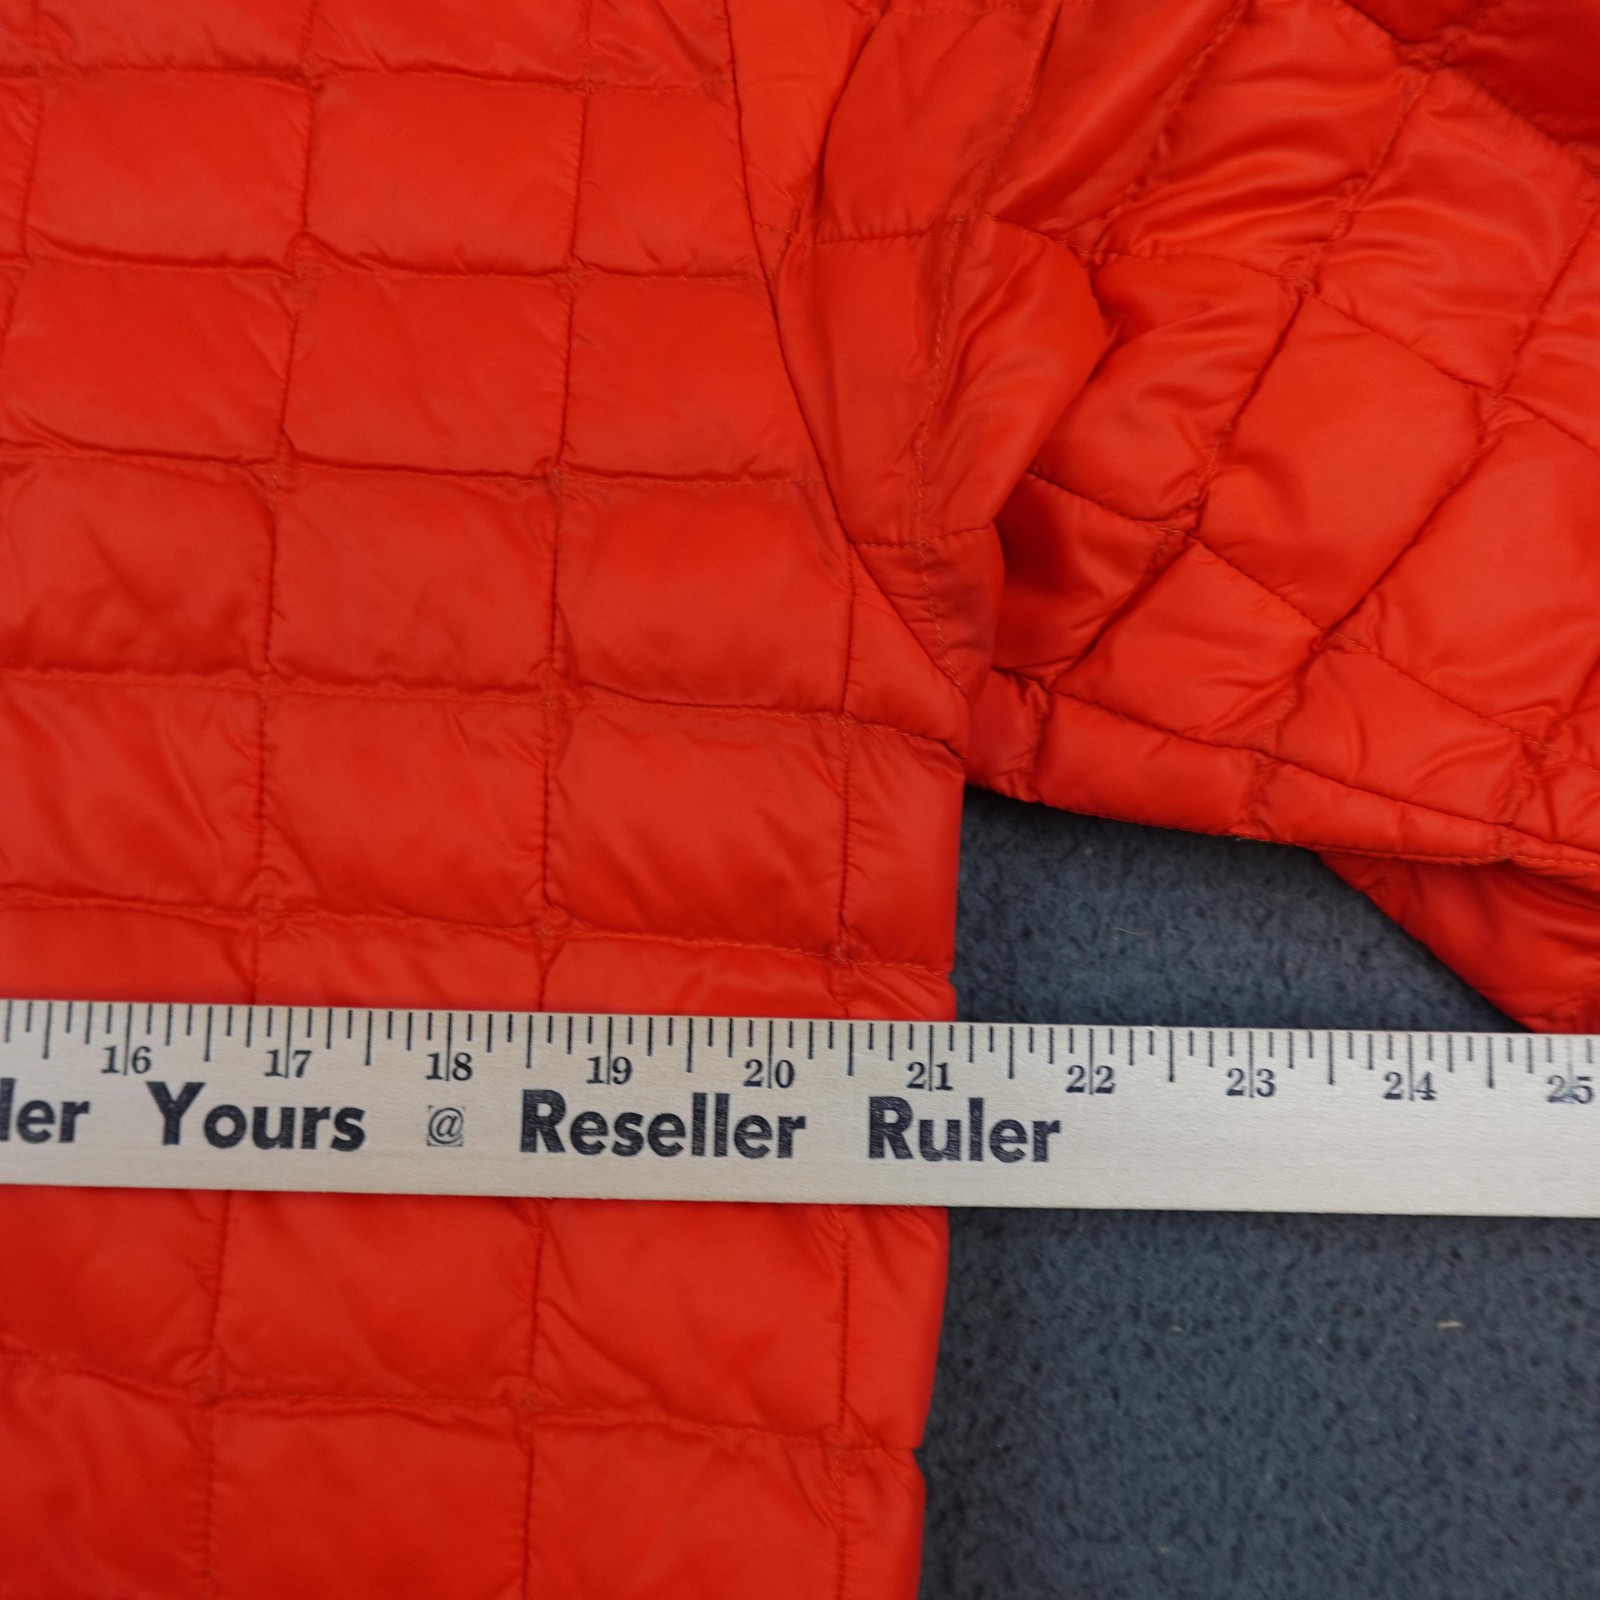 16 17 18 19 20 21 22 23 24 25
ler Yours @ Reseller Ruler